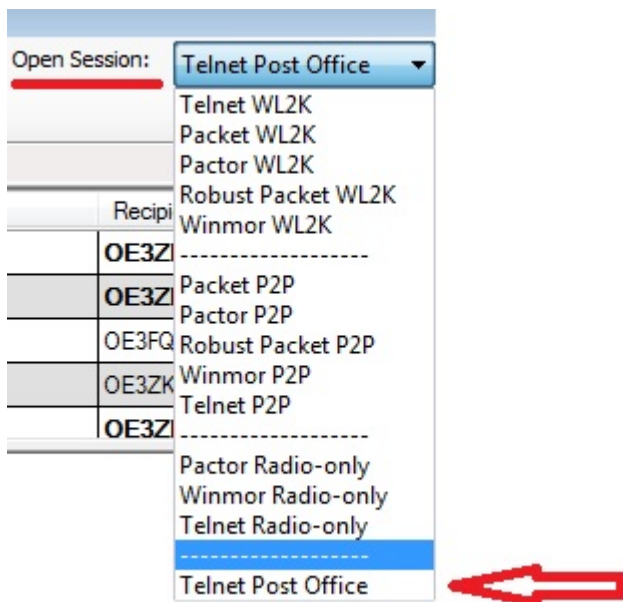 Open Session: Telnet Post Office
Telnet WL2K
Packet WL2K
Pactor WL2K
Robust Packet WL2K
Winmor WL2K
-------------------
Packet P2P
Pactor P2P
Robust Packet P2P
Winmor P2P
Telnet P2P
-------------------
Pactor Radio-only
Winmor Radio-only
Telnet Radio-only
-------------------
Telnet Post Office
Recipi
OE3Z
OE3Z
OE3FQ
OE3ZK
OE3Z